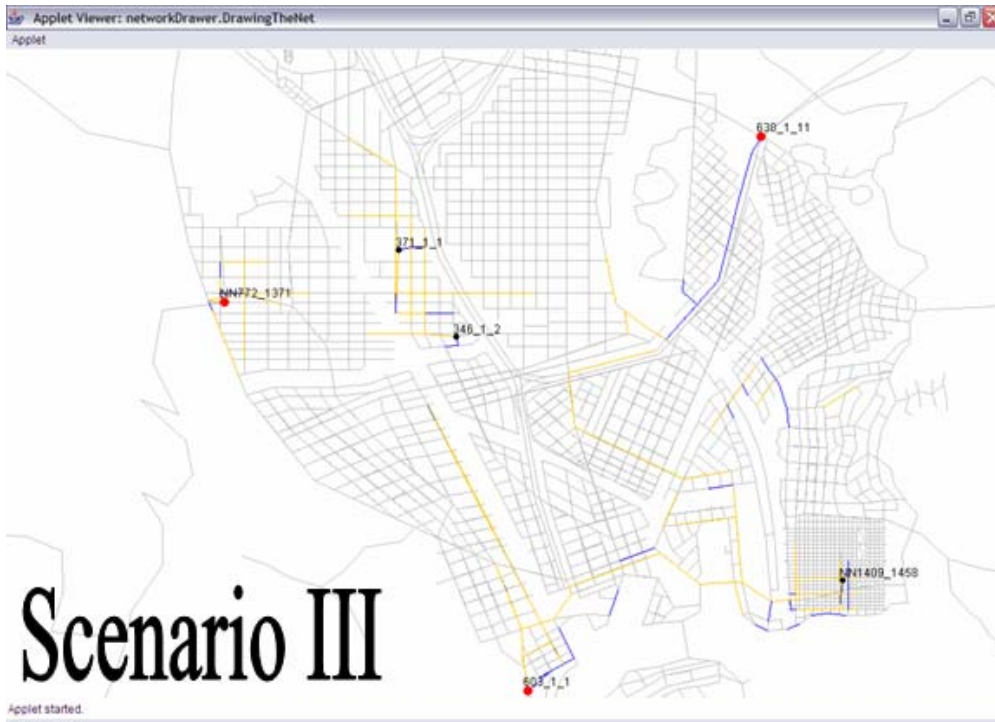 Applet Viewer: networkDrawer.DrawingTheNet
Applet
638_1_11
371_1_1
NN772_1371
346_1_2
NN1409_1458
603_1_1
Scenario III
Applet started.